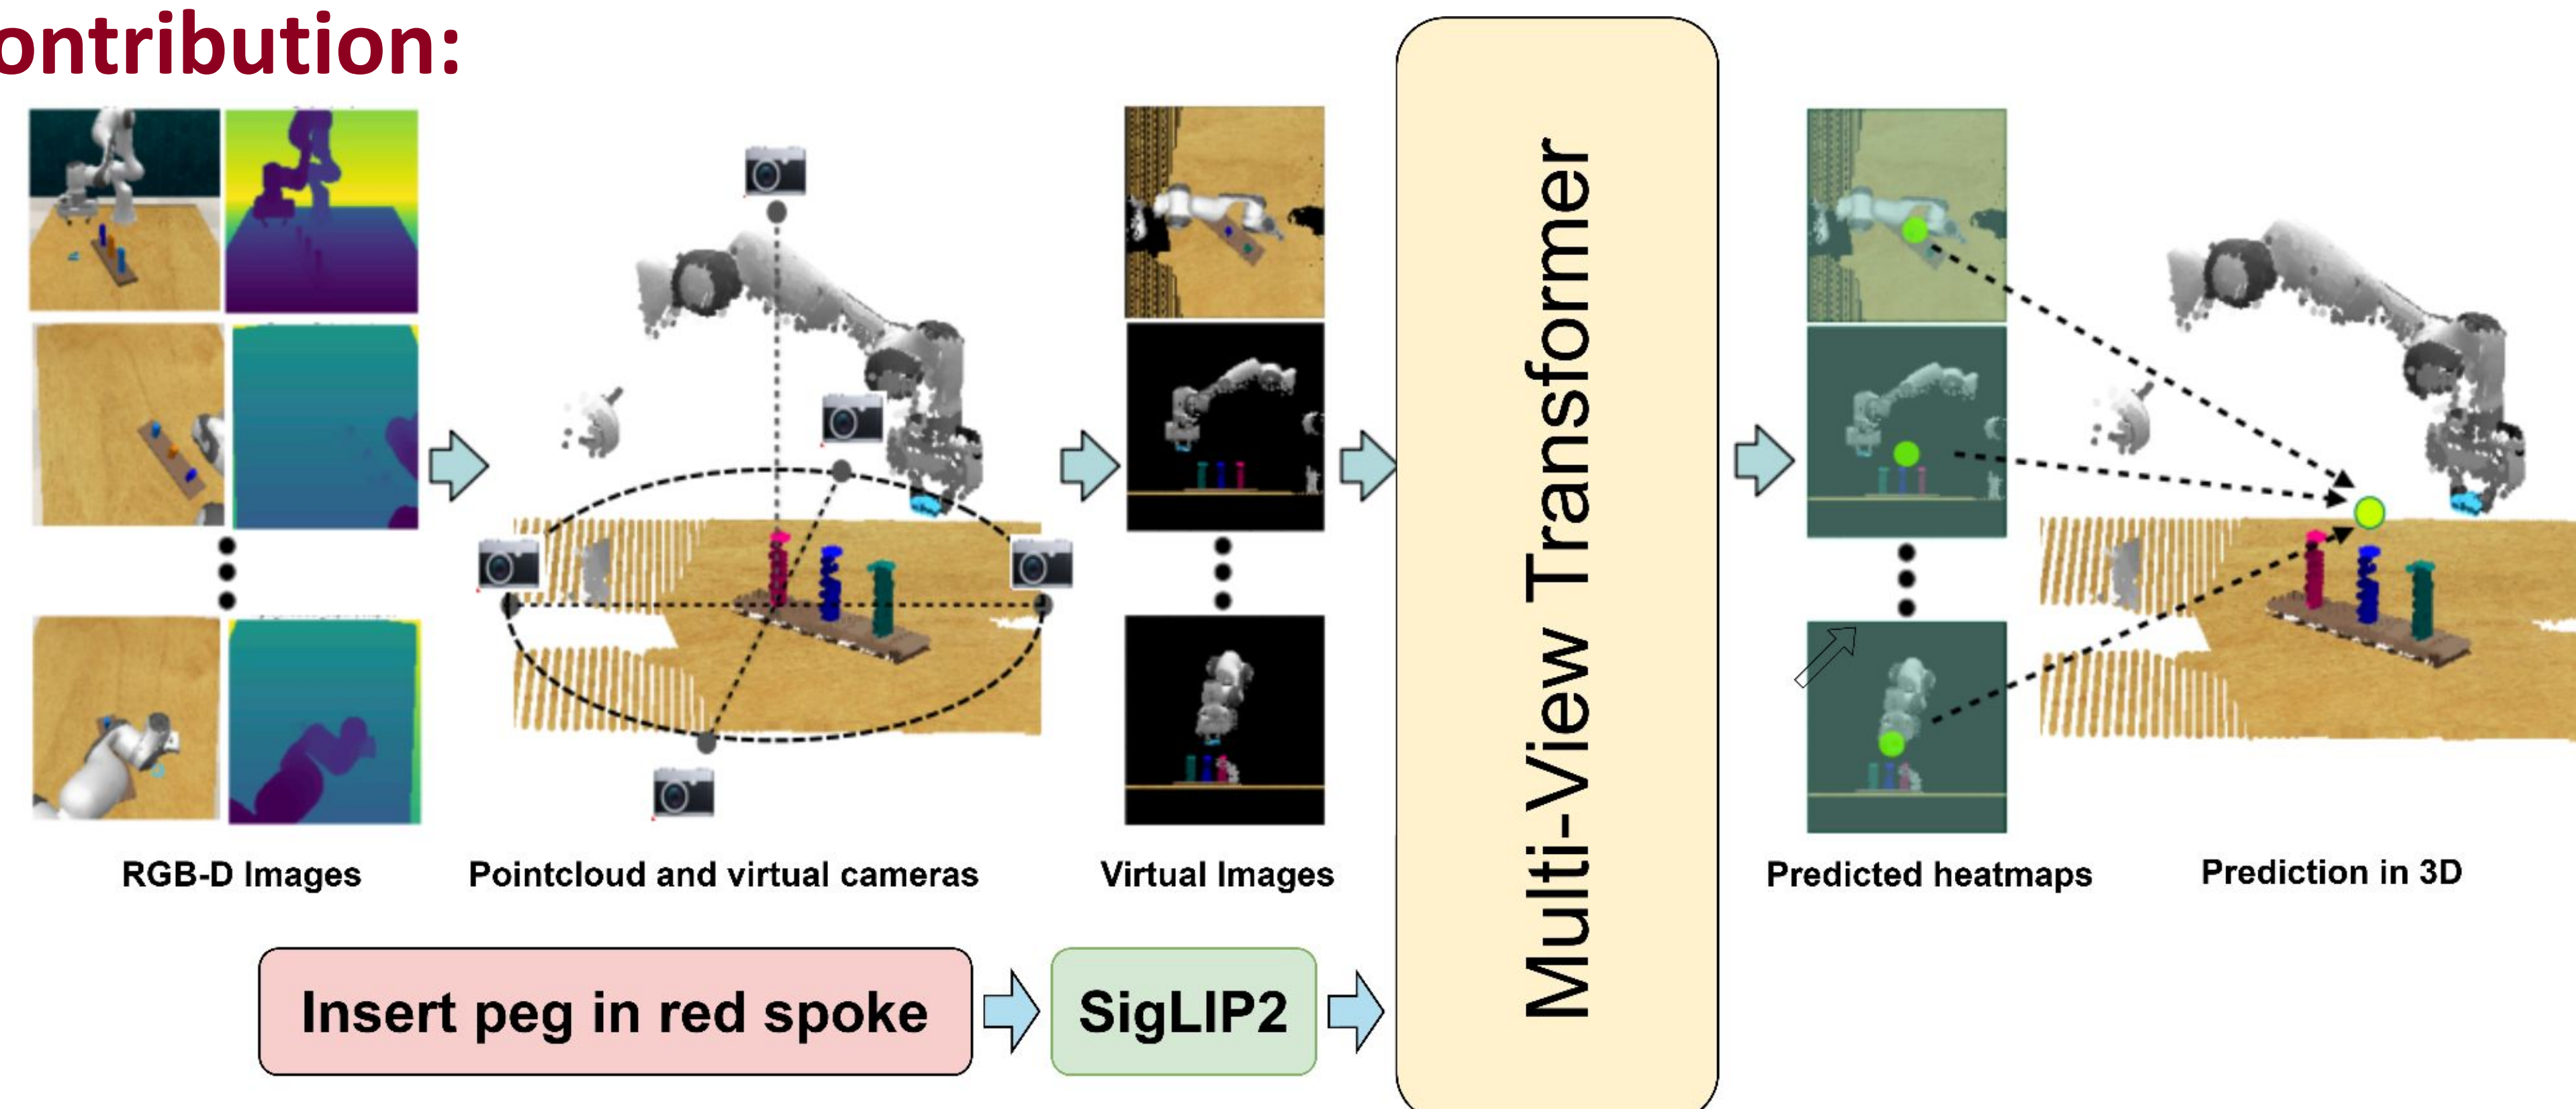 ontribution:
RGB-D Images
Pointcloud and virtual cameras
Virtual Images
Multi-View Transformer
Predicted heatmaps
Prediction in 3D
Insert peg in red spoke
SigLIP2